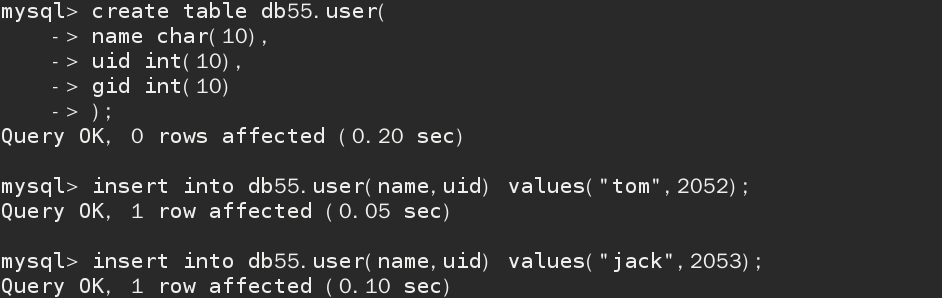 mysql> create table db55.user(
    -> name char(10),
    -> uid int(10),
    -> gid int(10)
    -> );
Query OK, 0 rows affected (0.20 sec)

mysql> insert into db55.user(name,uid) values("tom",2052);
Query OK, 1 row affected (0.05 sec)

mysql> insert into db55.user(name,uid) values("jack",2053);
Query OK, 1 row affected (0.10 sec)